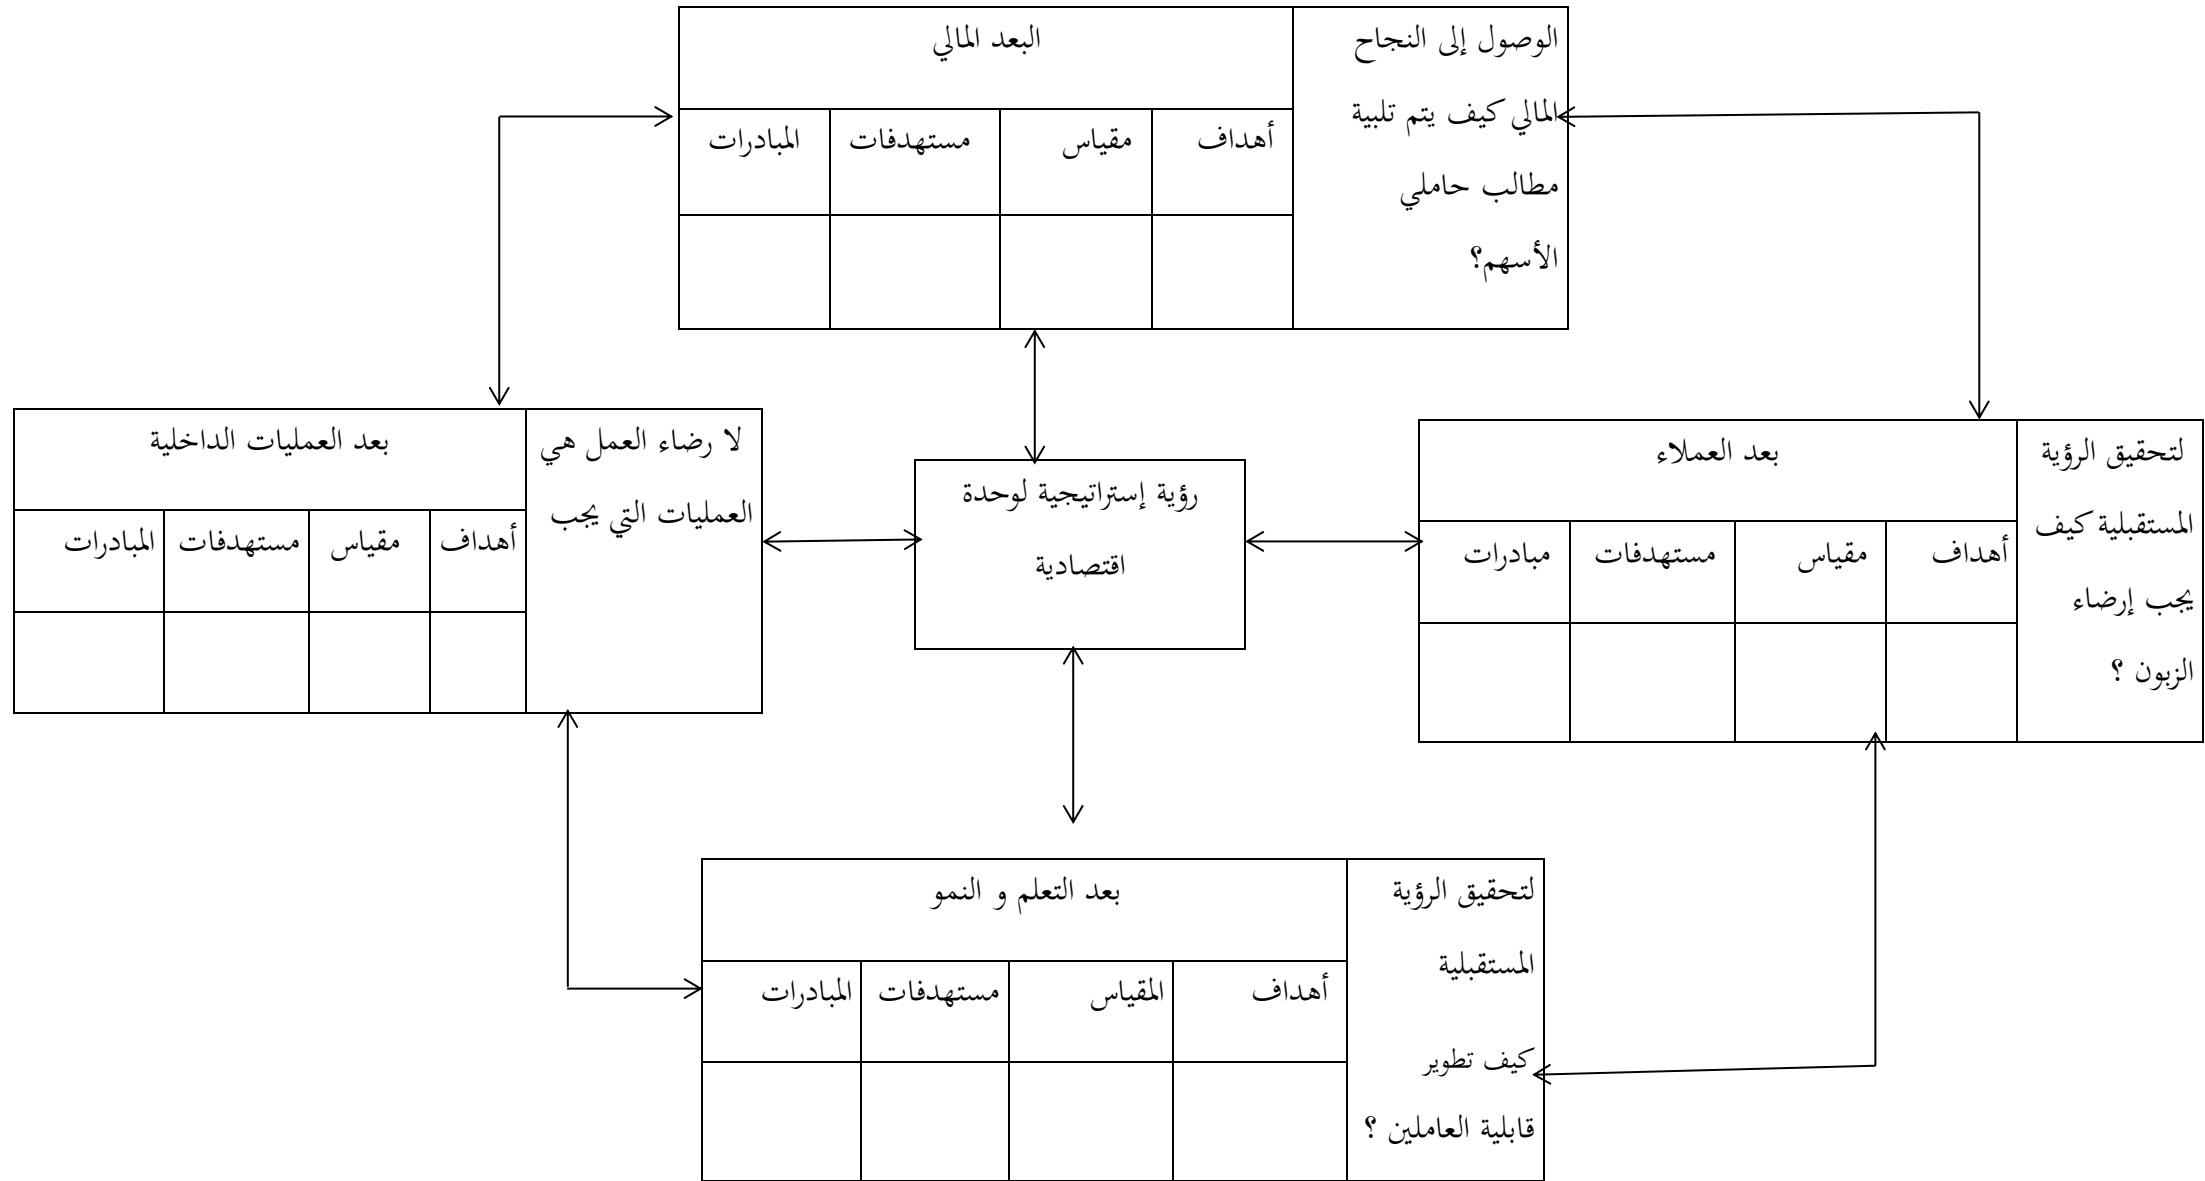 البعد المالي
الوصول إلى النجاح
المالي كيف يتم تلبية
مطالب حاملي
الأسهم؟
أهداف
مقياس
مستهدفات
المبادرات
لتحقيق الرؤية
المستقبلية كيف
يجب إرضاء
الزبون ؟
بعد العملاء
أهداف
مقياس
مستهدفات
مبادرات
رؤية إستراتيجية لوحدة
اقتصادية
لا رضاء العمل هي
العمليات التي يجب
بعد العمليات الداخلية
أهداف
مقياس
مستهدفات
المبادرات
لتحقيق الرؤية
المستقبلية
كيف تطوير
قابلية العاملين ؟
بعد التعلم و النمو
أهداف
المقياس
مستهدفات
المبادرات